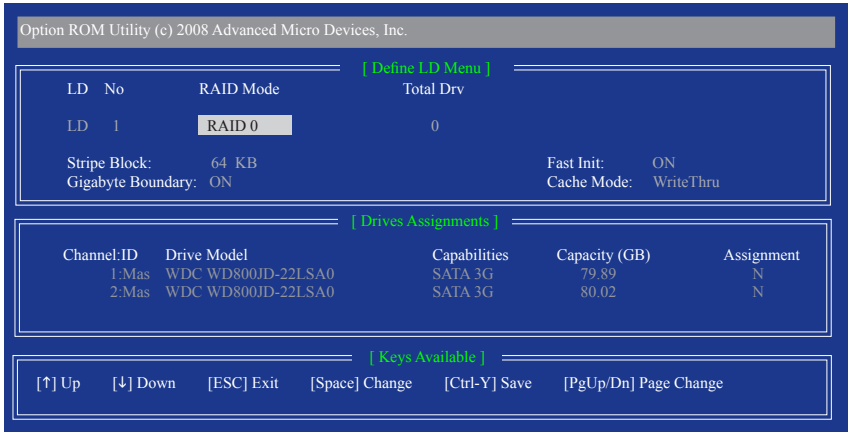 Option ROM Utility (c) 2008 Advanced Micro Devices, Inc.
[ Define LD Menu ]
LD No RAID Mode Total Drv
LD 1 RAID 0 0
Stripe Block: 64 KB Fast Init: ON
Gigabyte Boundary: ON Cache Mode: WriteThru
[ Drives Assignments ]
Channel:ID Drive Model Capabilities Capacity (GB) Assignment
1:Mas WDC WD800JD-22LSA0 SATA 3G 79.89 N
2:Mas WDC WD800JD-22LSA0 SATA 3G 80.02 N
[ Keys Available ]
[↑] Up [↓] Down [ESC] Exit [Space] Change [Ctrl-Y] Save [PgUp/Dn] Page Change